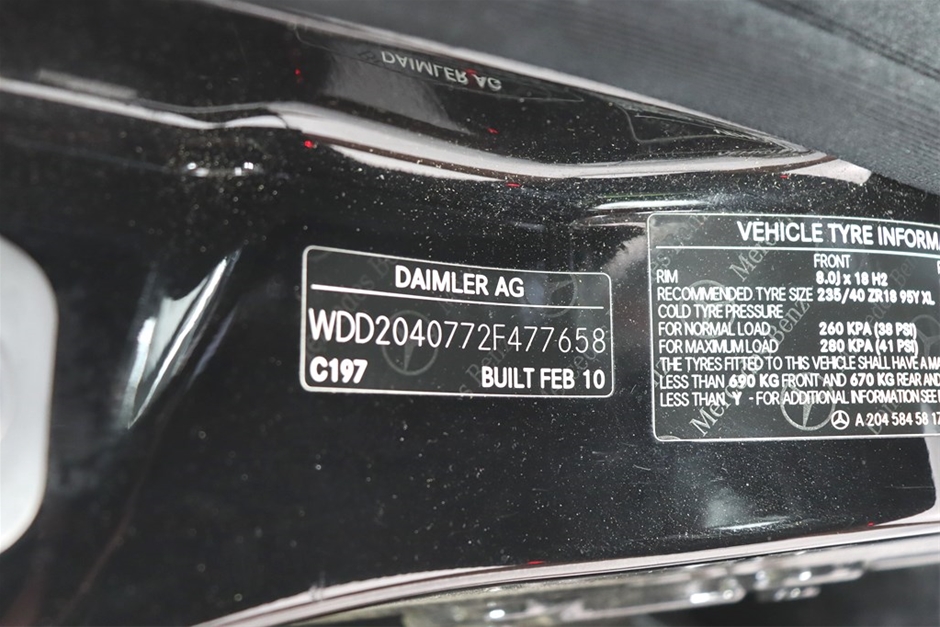 DAIMLER AG
DAIMLER AG
WDD2040772F477658
C197 BUILT FEB 10
VEHICLE TYRE
FRONT
RIM 8.0J x 18 H2
RECOMMENDED TYRE SIZE 235/40 ZR18 95Y XL
COLD TYRE PRESSURE
FOR NORMAL LOAD 260 KPA (38 PSI)
FOR MAXIMUM LOAD 280 KPA (41 PSI)
THE TYRES FITTED TO THIS VEHICLE SHALL HAVE A
LESS THAN 690 KG FRONT AND 670 KG REAR AND
LESS THAN Y - FOR ADDITIONAL INFORMATION SEE
A 204 584 58 17
Mercedes Benz